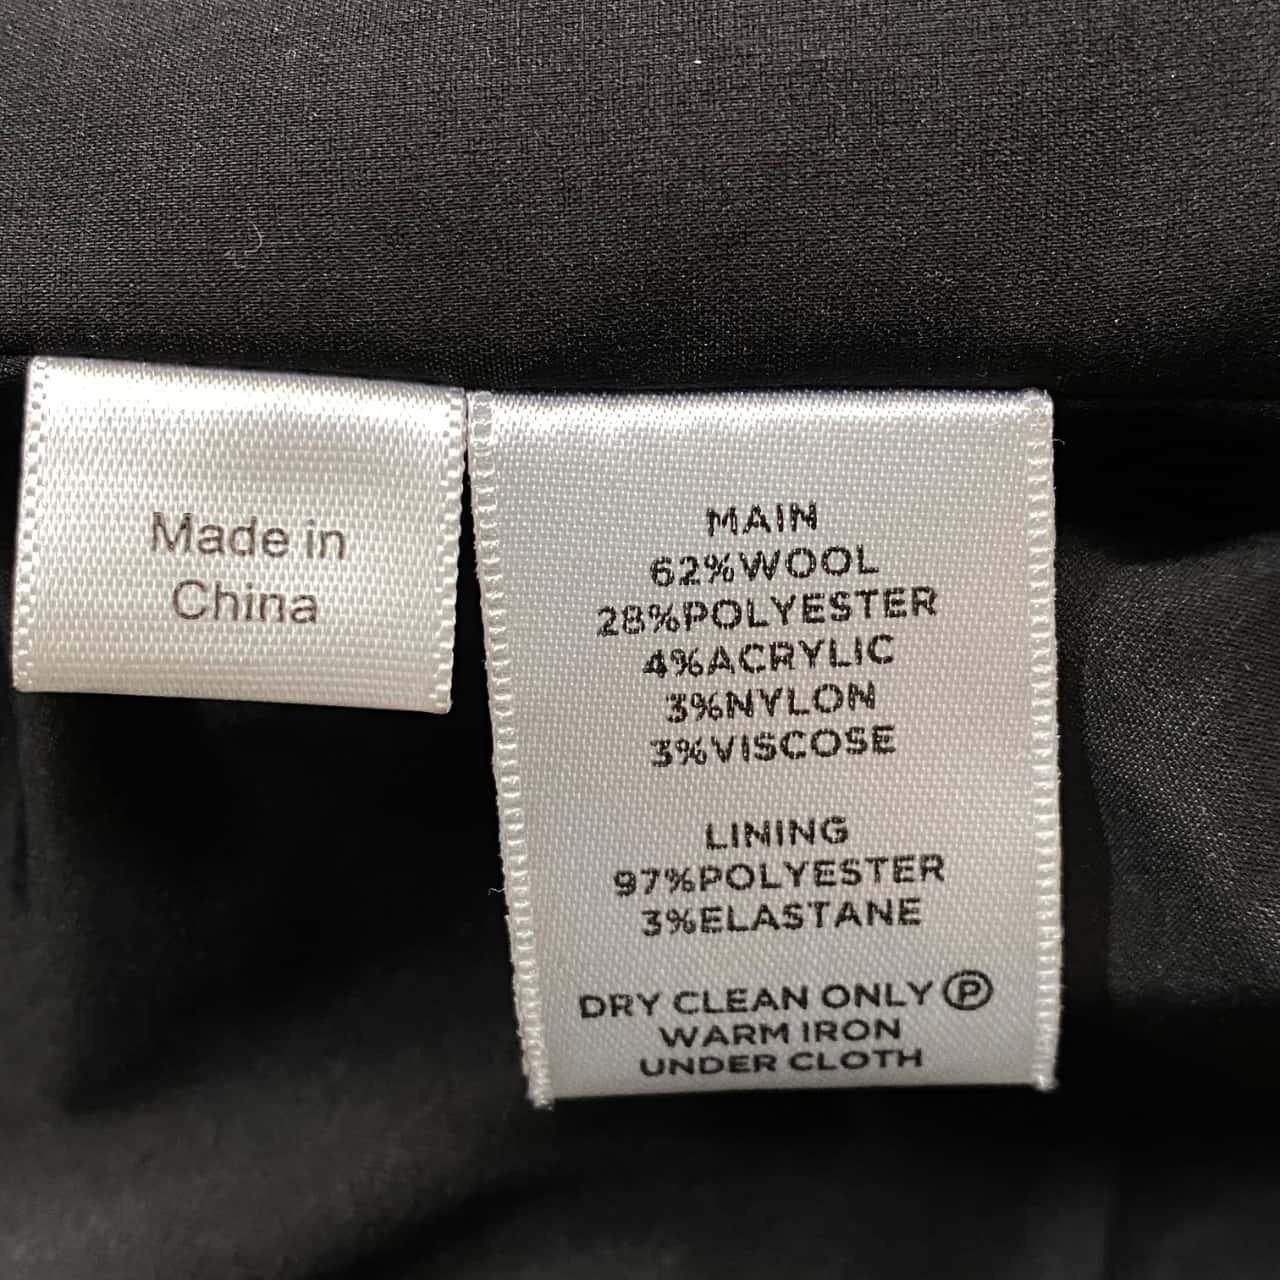 Made in
China
MAIN
62%WOOL
28%POLYESTER
4%ACRYLIC
3%NYLON
3%VISCOSE
LINING
97%POLYESTER
3%ELASTANE
DRY CLEAN ONLY Ⓟ
WARM IRON
UNDER CLOTH